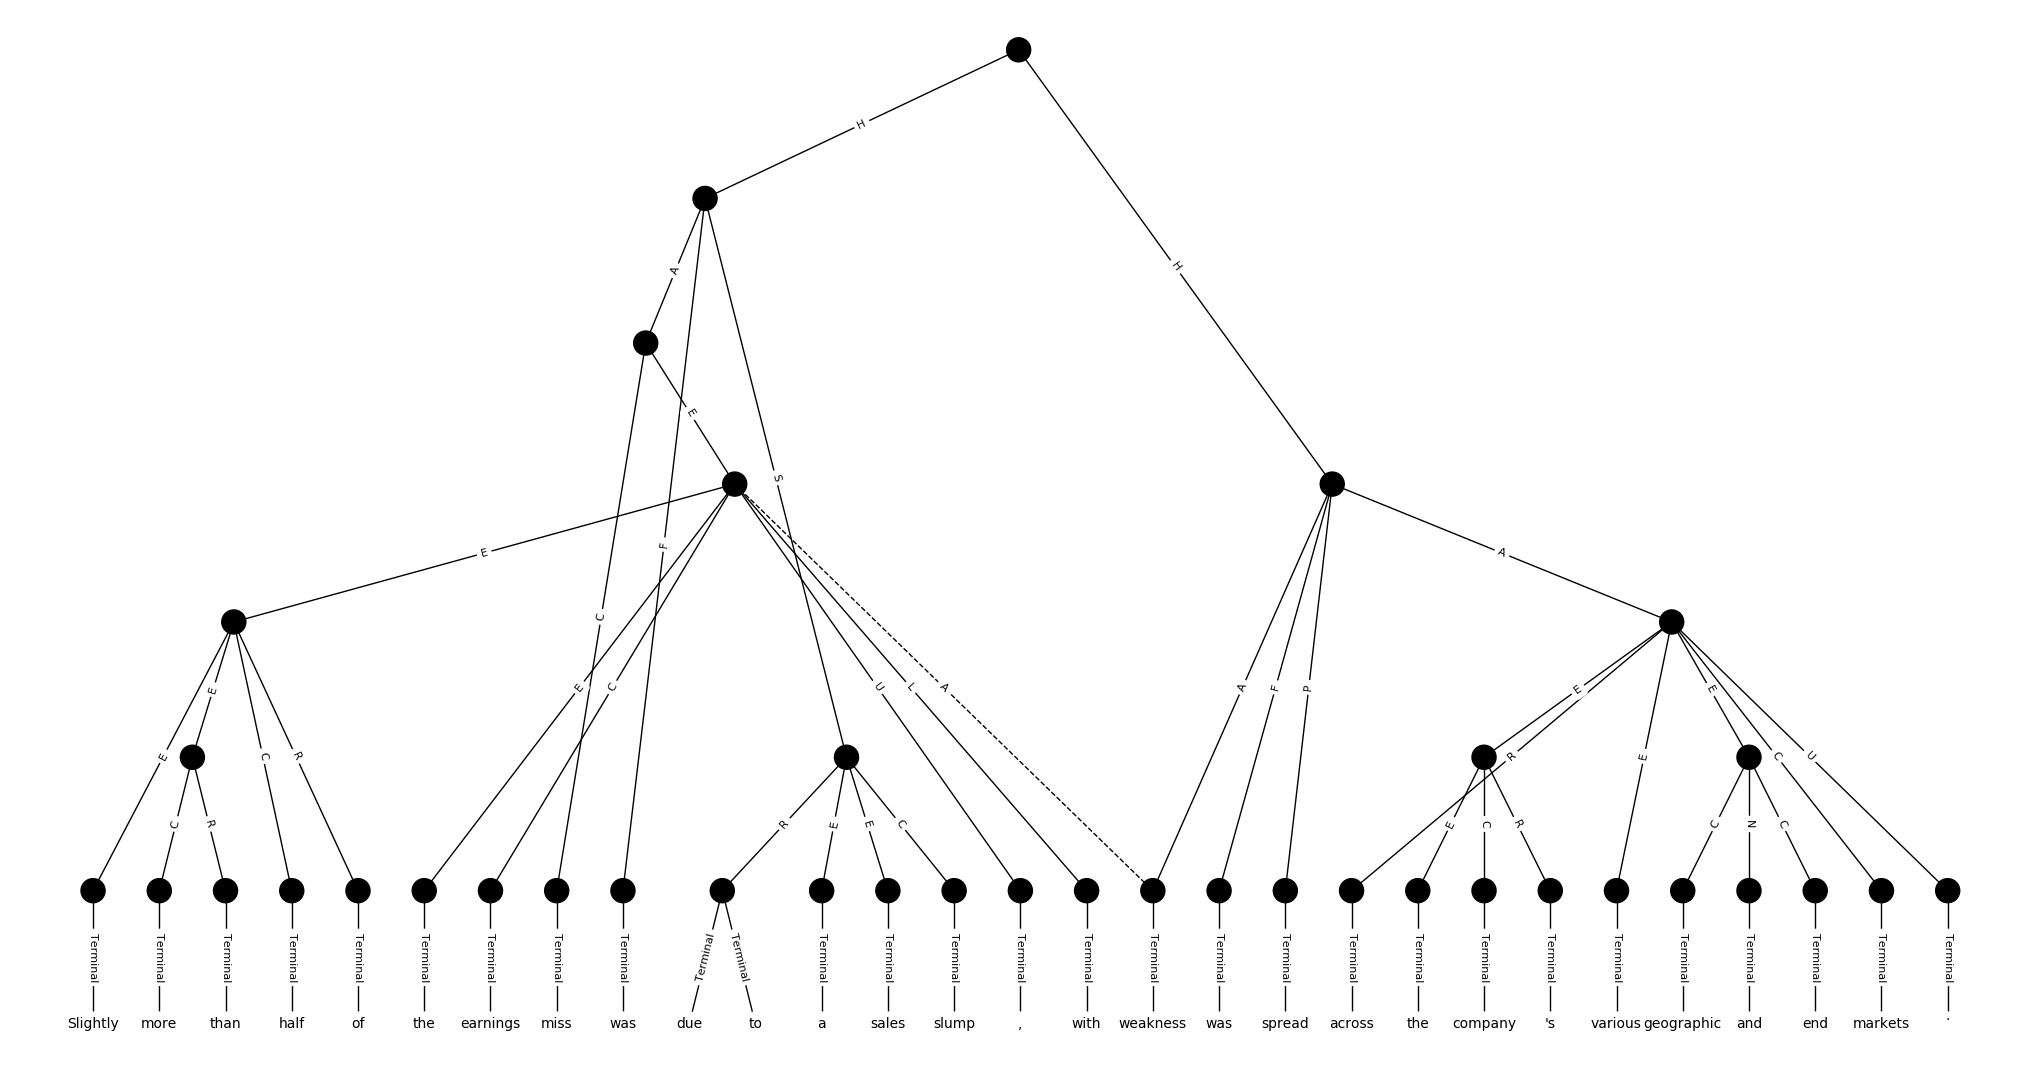 H
H
A
E
S
E
F
C
A
E
E
C
U
L
A
A
F
P
E
E
E
C
R
R
E
C
U
E
C
R
R
E
E
C
E
C
R
C
N
C
Terminal Terminal Terminal Terminal Terminal Terminal Terminal Terminal Terminal Terminal Terminal Terminal Terminal Terminal Terminal Terminal Terminal Terminal Terminal Terminal Terminal Terminal Terminal Terminal Terminal Terminal Terminal Terminal Terminal
Slightly more than half of the earnings miss was due to a sales slump , with weakness was spread across the company 's various geographic and end markets .